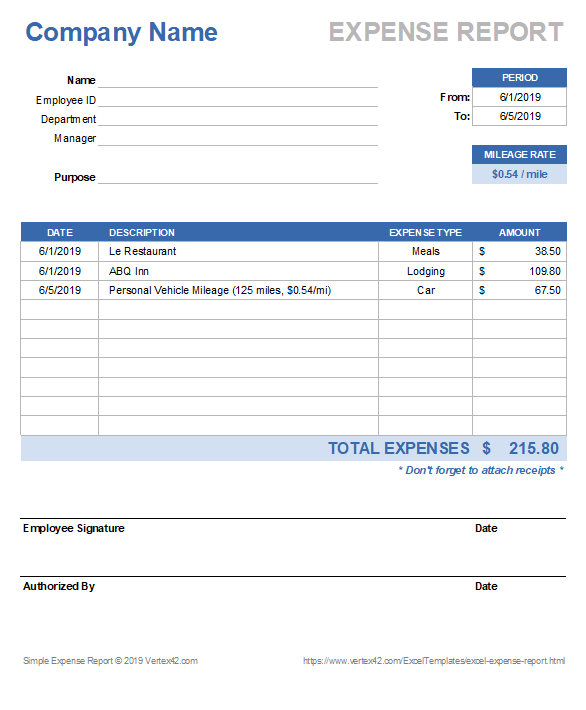 Company Name EXPENSE REPORT
PERIOD
Name
From: 6/1/2019
Employee ID
To: 6/5/2019
Department
Manager
MILEAGE RATE
Purpose $0.54 / mile
DATE DESCRIPTION EXPENSE TYPE AMOUNT
6/1/2019 Le Restaurant Meals $ 38.50
6/1/2019 ABQ Inn Lodging $ 109.80
6/5/2019 Personal Vehicle Mileage (125 miles, $0.54/mi) Car $ 67.50
TOTAL EXPENSES $ 215.80
* Don't forget to attach receipts *
Employee Signature Date
Authorized By Date
Simple Expense Report © 2019 Vertex42.com https://www.vertex42.com/ExcelTemplates/excel-expense-report.html